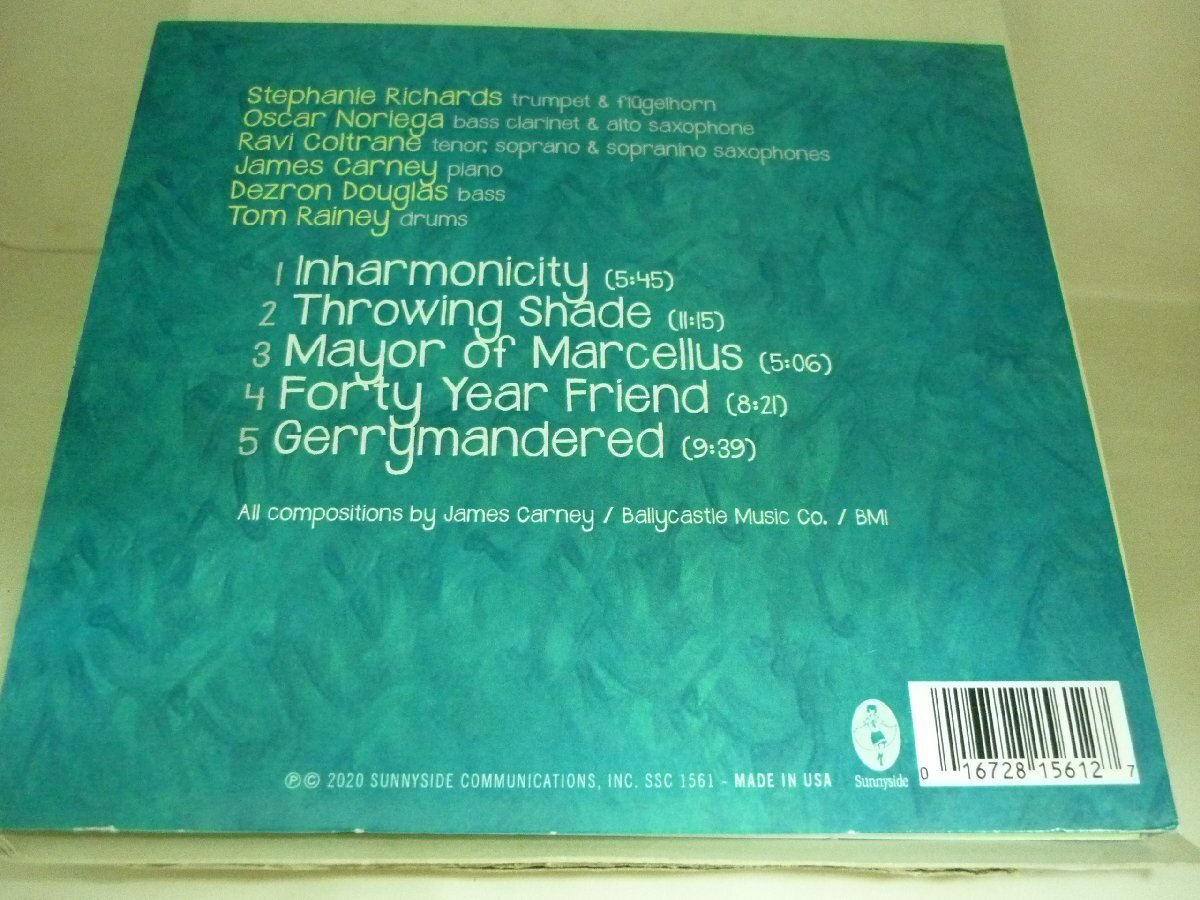 Stephanie Richards trumpet & flügelhorn
Oscar Noriega bass clarinet & alto saxophone
Ravi Coltrane tenor, soprano & sopranino saxophones
James Carney piano
Dezron Douglas bass
Tom Rainey drums
1 Inharmonicity (5:45)
2 Throwing Shade (11:15)
3 Mayor of Marcellus (5:06)
4 Forty Year Friend (8:21)
5 Gerrymandered (9:39)
All compositions by James Carney / Ballycastle Music Co. / BMI
℗© 2020 SUNNYSIDE COMMUNICATIONS, INC. SSC 1561 - MADE IN USA
Sunnyside
0 16728 15612 7